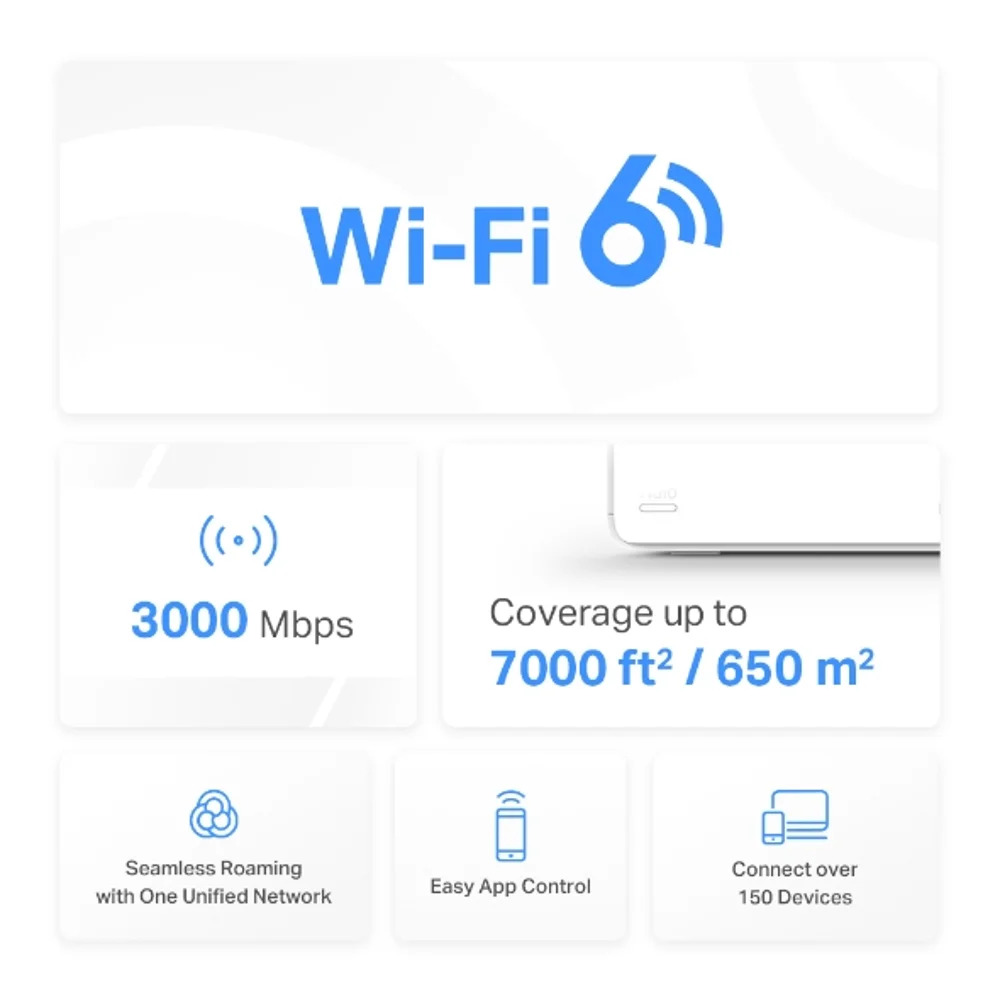 Wi-Fi 6
3000 Mbps
Coverage up to
7000 ft² / 650 m²
Seamless Roaming
with One Unified Network
Easy App Control
Connect over
150 Devices